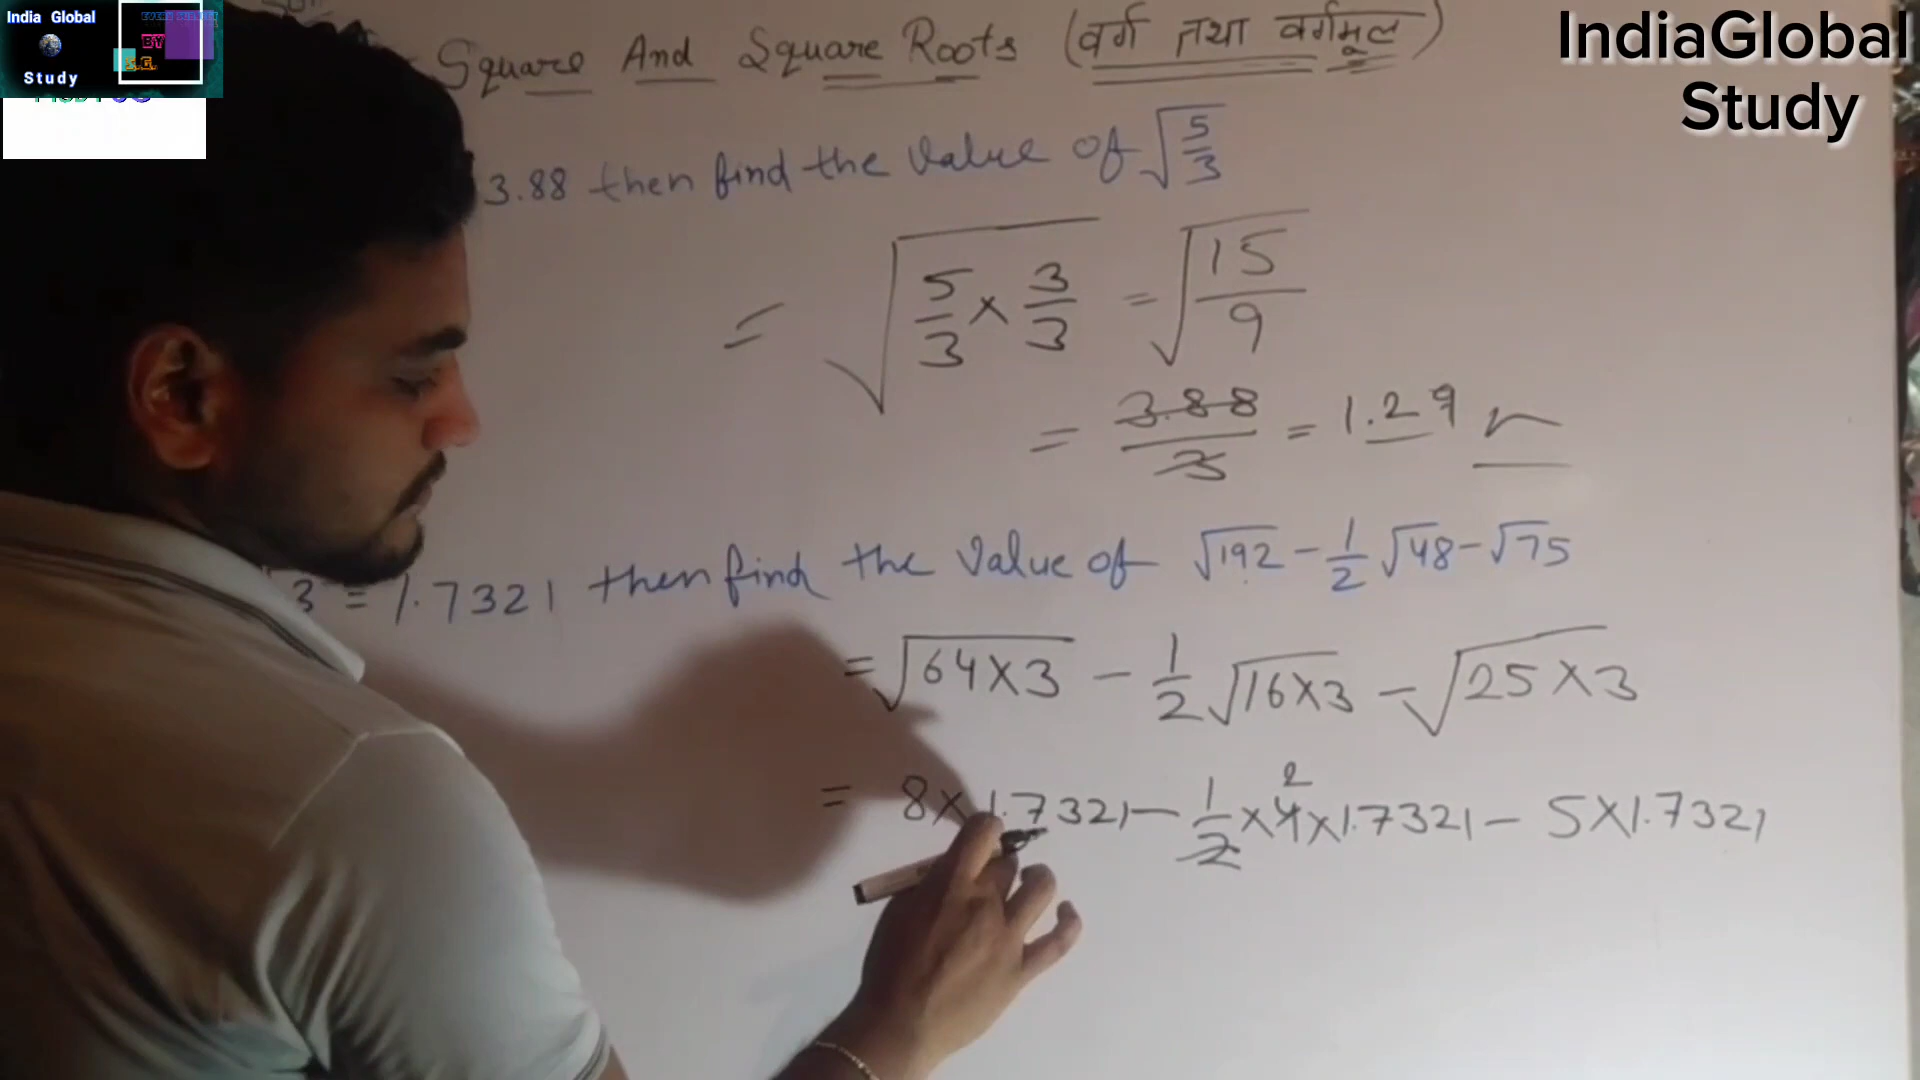 India Global
Study
BY
S.G.
IndiaGlobal
Study
Square And Square Roots (वर्ग तथा वर्गमूल)
3.88 then find the value of √5/3
= √5/3 × 3/3 = √15/9
= 3.88/3 = 1.29
3 = 1.7321 then find the value of √192 - 1/2 √48 - √75
= √64×3 - 1/2 √16×3 - √25×3
2
= 8×1.7321 - 1/2 ×4×1.7321 - 5×1.7321